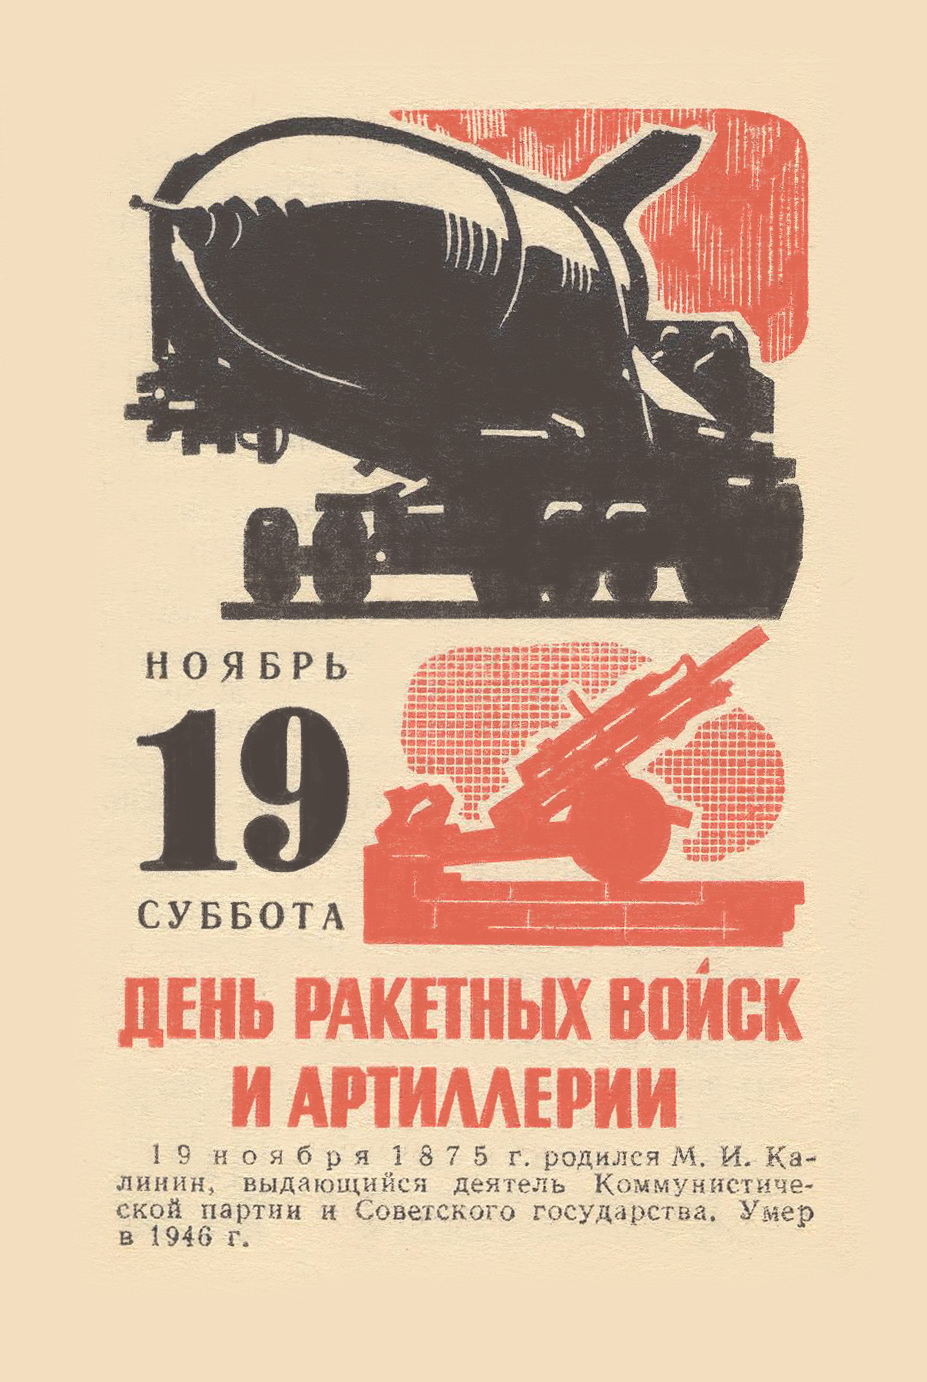 НОЯБРЬ
19
СУББОТА
ДЕНЬ РАКЕТНЫХ ВОЙСК
И АРТИЛЛЕРИИ
19 ноября 1875 г. родился М. И. Ка-
линин, выдающийся деятель Коммунистиче-
ской партии и Советского государства. Умер
в 1946 г.